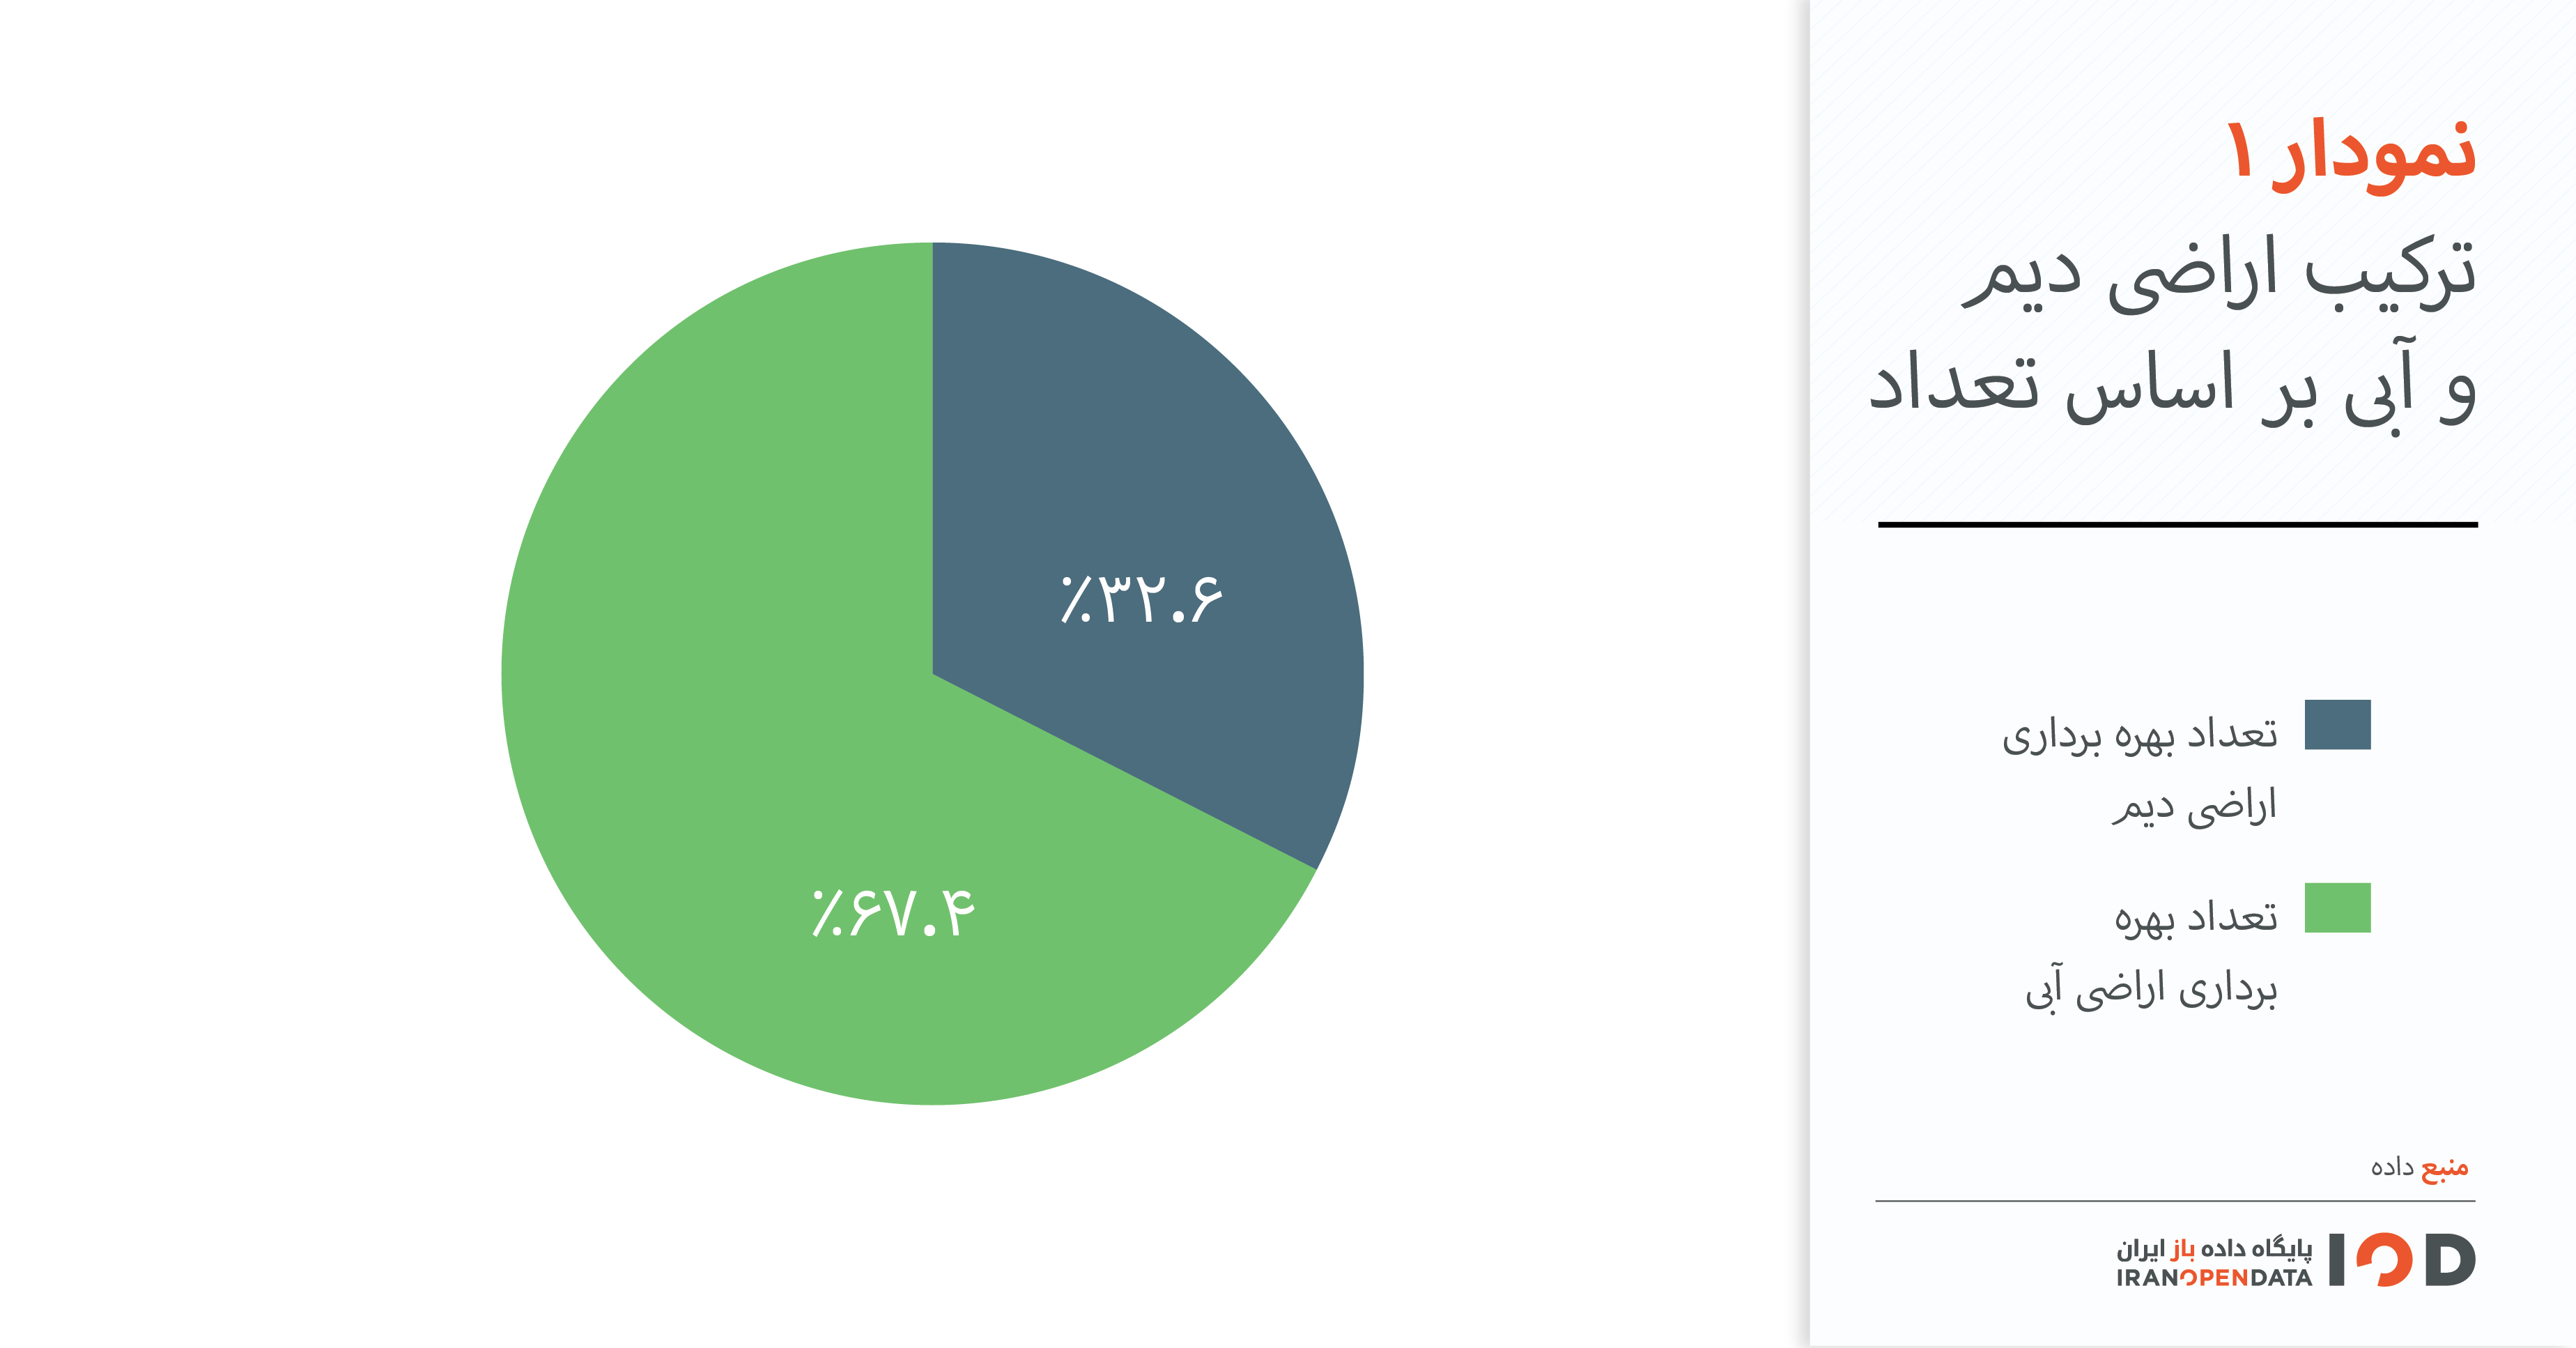 نمودار ۱
ترکیب اراضی دیم
و آبی بر اساس تعداد
٪۳۲.۶
٪۶۷.۴
تعداد بهره برداری
اراضی دیم
تعداد بهره
برداری اراضی آبی
منبع داده
پایگاه داده باز ایران
IRANOPENDATA
IOD